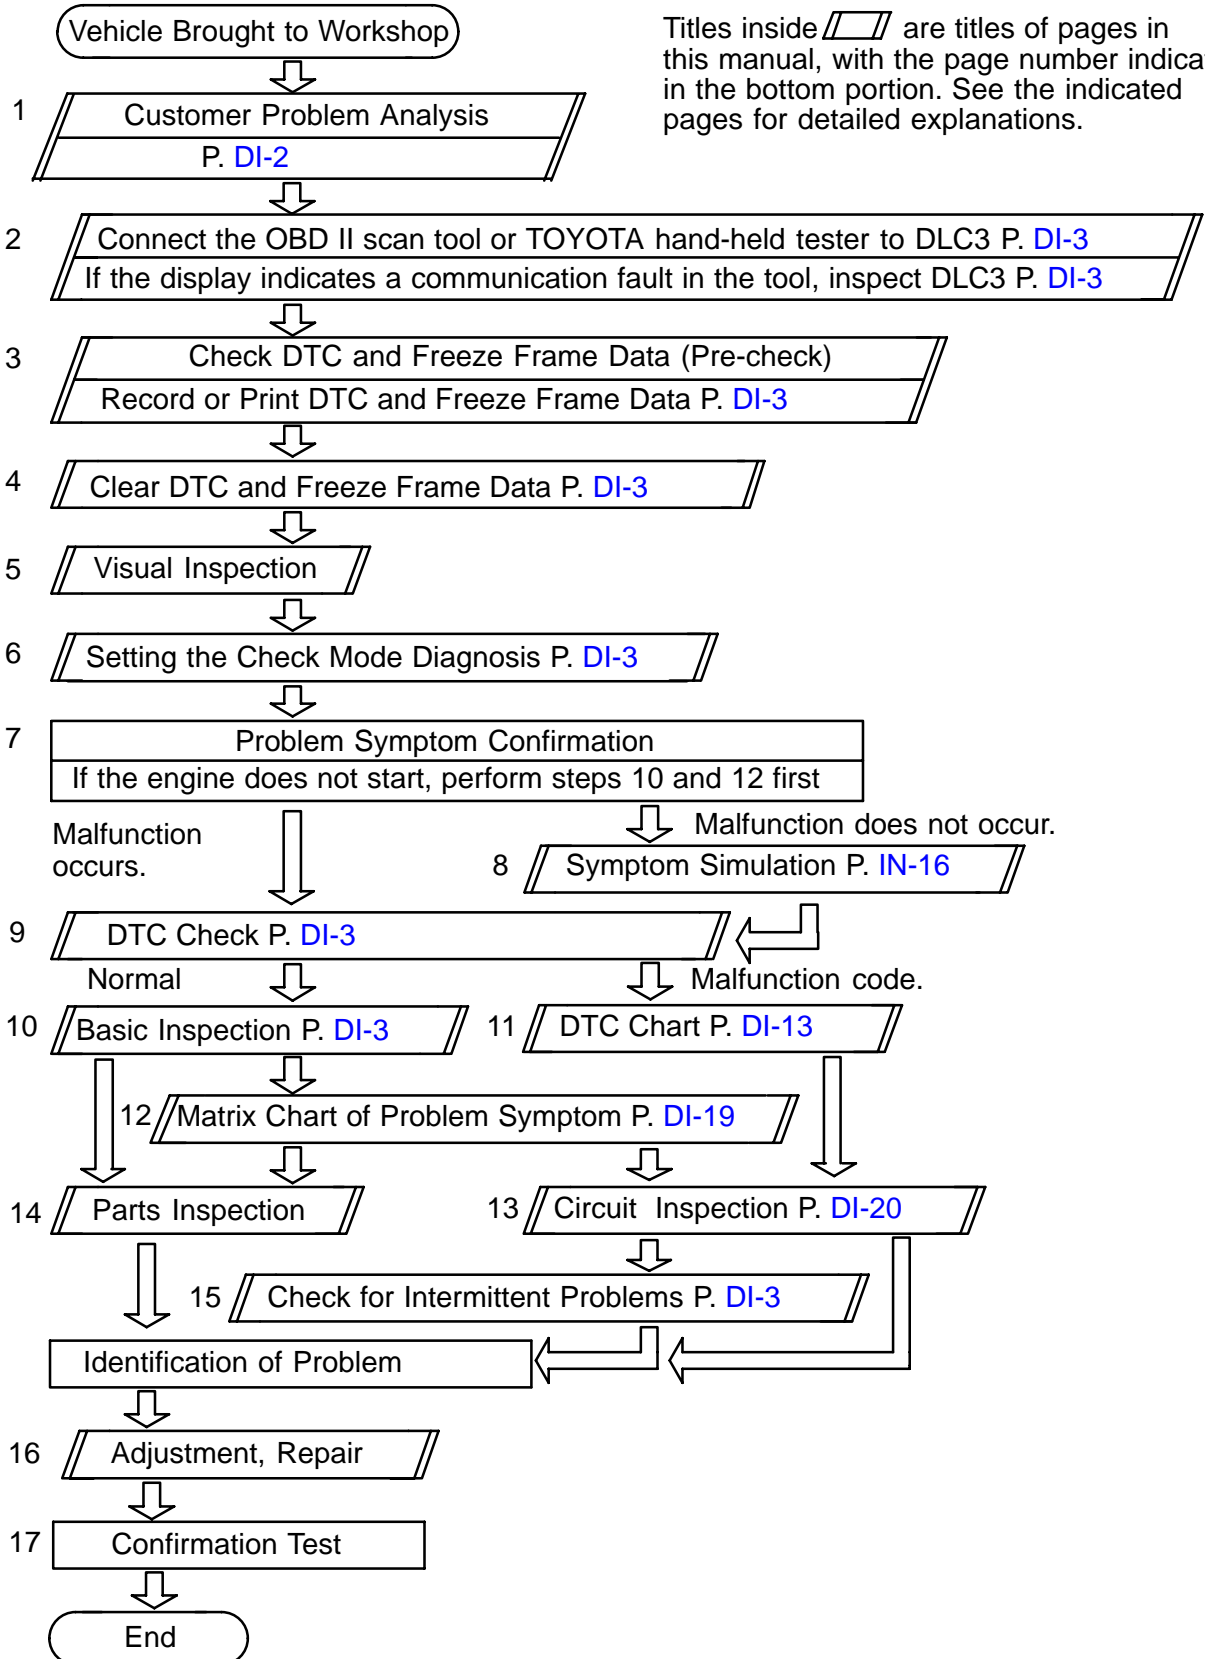 Vehicle Brought to Workshop
Titles inside are titles of pages in
this manual, with the page number indica
in the bottom portion. See the indicated
pages for detailed explanations.
1
Customer Problem Analysis
P. DI-2
2
Connect the OBD II scan tool or TOYOTA hand-held tester to DLC3 P. DI-3
If the display indicates a communication fault in the tool, inspect DLC3 P. DI-3
3
Check DTC and Freeze Frame Data (Pre-check)
Record or Print DTC and Freeze Frame Data P. DI-3
4
Clear DTC and Freeze Frame Data P. DI-3
5
Visual Inspection
6
Setting the Check Mode Diagnosis P. DI-3
7
Problem Symptom Confirmation
If the engine does not start, perform steps 10 and 12 first
Malfunction
occurs.
Malfunction does not occur.
8
Symptom Simulation P. IN-16
9
DTC Check P. DI-3
Normal
Malfunction code.
10
Basic Inspection P. DI-3
11
DTC Chart P. DI-13
12
Matrix Chart of Problem Symptom P. DI-19
14
Parts Inspection
13
Circuit Inspection P. DI-20
15
Check for Intermittent Problems P. DI-3
Identification of Problem
16
Adjustment, Repair
17
Confirmation Test
End